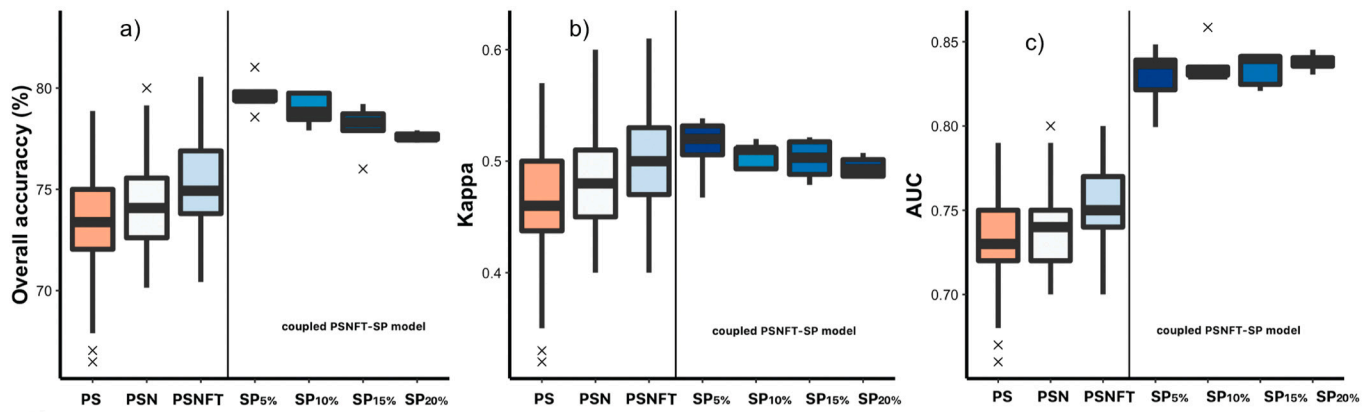 a)
Overall accuraccy (%)
80
75
70
coupled PSNFT-SP model
PS PSN PSNFT SP5% SP10% SP15% SP20%
b)
Kappa
0.6
0.5
0.4
coupled PSNFT-SP model
PS PSN PSNFT SP5% SP10% SP15% SP20%
c)
AUC
0.85
0.80
0.75
0.70
coupled PSNFT-SP model
PS PSN PSNFT SP5% SP10% SP15% SP20%